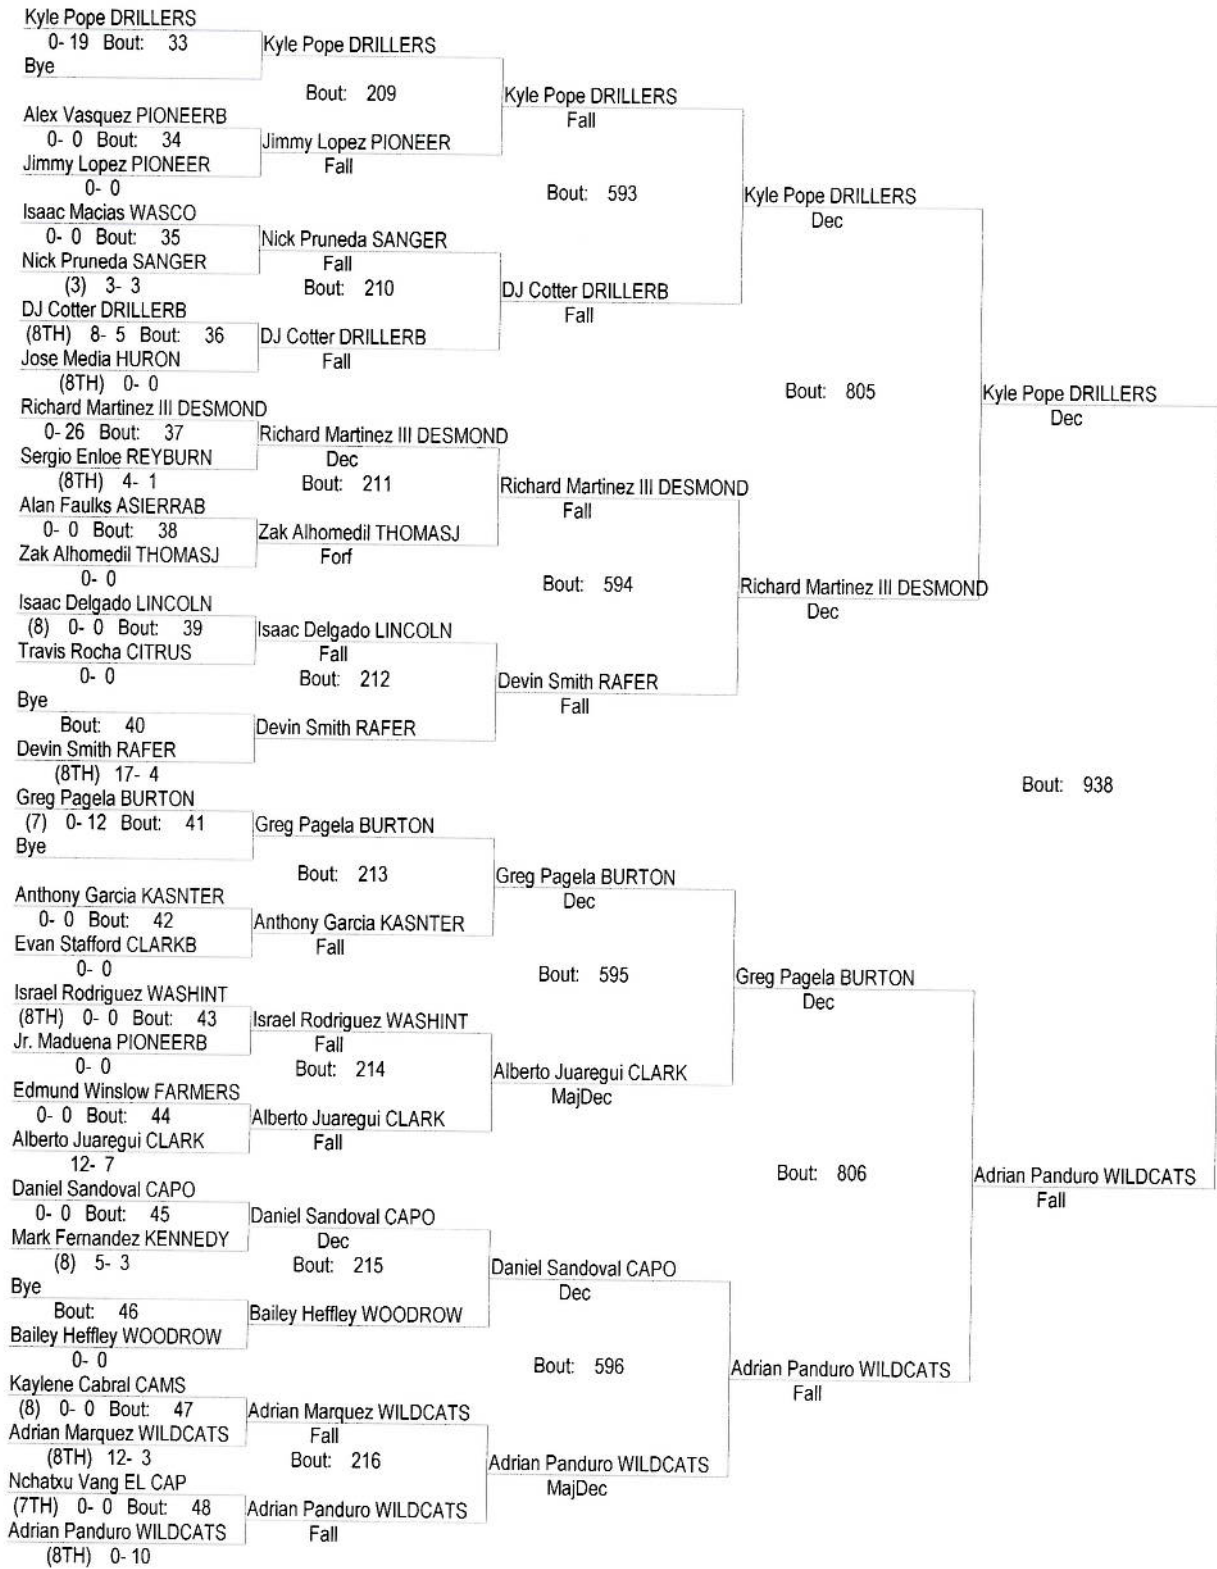 Kyle Pope DRILLERS
0- 19 Bout: 33
Bye
Alex Vasquez PIONEERB
0- 0 Bout: 34
Jimmy Lopez PIONEER
0- 0
Isaac Macias WASCO
0- 0 Bout: 35
Nick Pruneda SANGER
(3) 3- 3
DJ Cotter DRILLERB
(8TH) 8- 5 Bout: 36
Jose Media HURON
(8TH) 0- 0
Richard Martinez III DESMOND
0- 26 Bout: 37
Sergio Enloe REYBURN
(8TH) 4- 1
Alan Faulks ASIERRAB
0- 0 Bout: 38
Zak Alhomedil THOMASJ
0- 0
Isaac Delgado LINCOLN
(8) 0- 0 Bout: 39
Travis Rocha CITRUS
0- 0
Bye
Bout: 40
Devin Smith RAFER
(8TH) 17- 4
Greg Pagela BURTON
(7) 0- 12 Bout: 41
Bye
Anthony Garcia KASNTER
0- 0 Bout: 42
Evan Stafford CLARKB
0- 0
Israel Rodriguez WASHINT
(8TH) 0- 0 Bout: 43
Jr. Maduena PIONEERB
0- 0
Edmund Winslow FARMERS
0- 0 Bout: 44
Alberto Juaregui CLARK
12- 7
Daniel Sandoval CAPO
0- 0 Bout: 45
Mark Fernandez KENNEDY
(8) 5- 3
Bye
Bout: 46
Bailey Heffley WOODROW
0- 0
Kaylene Cabral CAMS
(8) 0- 0 Bout: 47
Adrian Marquez WILDCATS
(8TH) 12- 3
Nchatxu Vang EL CAP
(7TH) 0- 0 Bout: 48
Adrian Panduro WILDCATS
(8TH) 0- 10
Kyle Pope DRILLERS
Bout: 209
Jimmy Lopez PIONEER
Fall
Nick Pruneda SANGER
Fall
Bout: 210
DJ Cotter DRILLERB
Fall
Richard Martinez III DESMOND
Dec
Bout: 211
Zak Alhomedil THOMASJ
Forf
Isaac Delgado LINCOLN
Fall
Bout: 212
Devin Smith RAFER
Greg Pagela BURTON
Bout: 213
Anthony Garcia KASNTER
Fall
Israel Rodriguez WASHINT
Fall
Bout: 214
Alberto Juaregui CLARK
Fall
Daniel Sandoval CAPO
Dec
Bout: 215
Bailey Heffley WOODROW
Adrian Marquez WILDCATS
Fall
Bout: 216
Adrian Panduro WILDCATS
Fall
Kyle Pope DRILLERS
Fall
Bout: 593
DJ Cotter DRILLERB
Fall
Richard Martinez III DESMOND
Fall
Bout: 594
Devin Smith RAFER
Fall
Greg Pagela BURTON
Dec
Bout: 595
Alberto Juaregui CLARK
MajDec
Daniel Sandoval CAPO
Dec
Bout: 596
Adrian Panduro WILDCATS
MajDec
Kyle Pope DRILLERS
Dec
Bout: 805
Richard Martinez III DESMOND
Dec
Greg Pagela BURTON
Dec
Bout: 806
Adrian Panduro WILDCATS
Fall
Kyle Pope DRILLERS
Dec
Bout: 938
Adrian Panduro WILDCATS
Fall